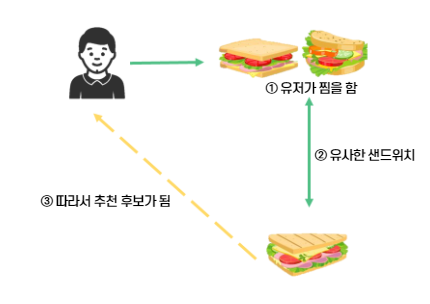 ① 유저가 찜을 함
② 유사한 샌드위치
③ 따라서 추천 후보가 됨